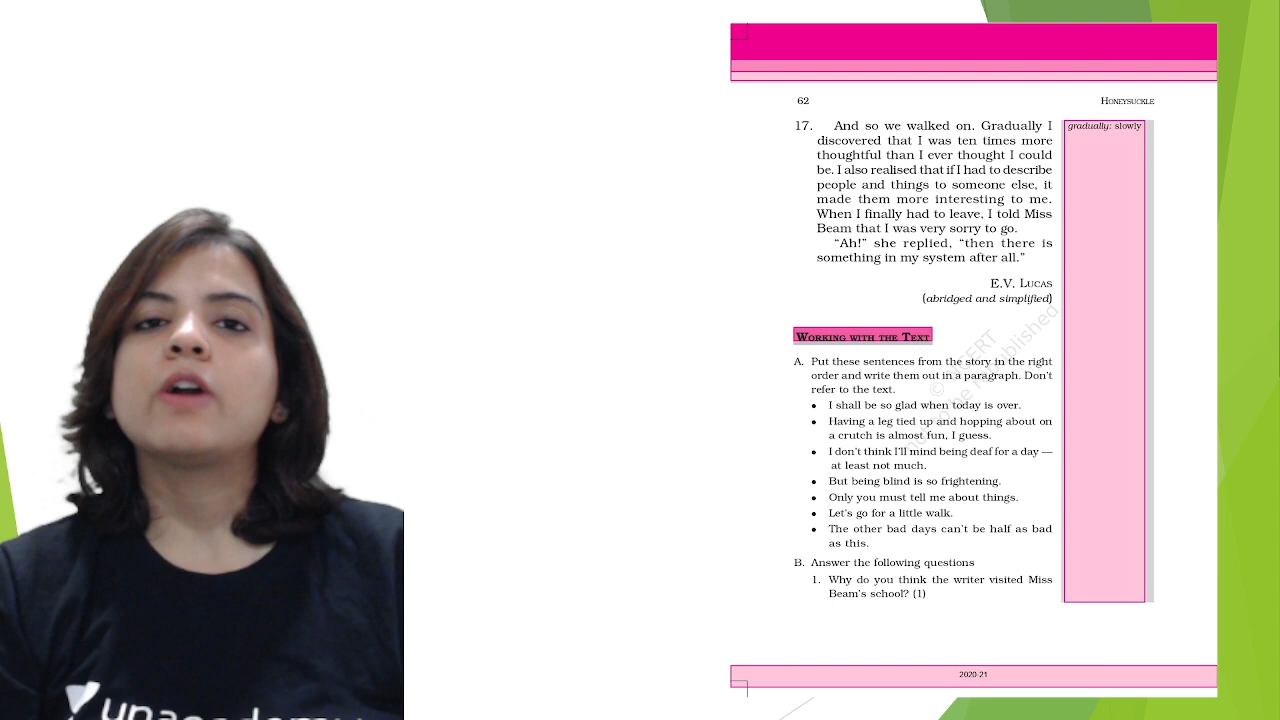 62
HONEYSUCKLE
17. And so we walked on. Gradually I
discovered that I was ten times more
thoughtful than I ever thought I could
be. I also realised that if I had to describe
people and things to someone else, it
made them more interesting to me.
When I finally had to leave, I told Miss
Beam that I was very sorry to go.
“Ah!” she replied, “then there is
something in my system after all.”
gradually: slowly
E.V. LUCAS
(abridged and simplified)
WORKING WITH THE TEXT
A. Put these sentences from the story in the right
order and write them out in a paragraph. Don’t
refer to the text.
• I shall be so glad when today is over.
• Having a leg tied up and hopping about on
a crutch is almost fun, I guess.
• I don’t think I’ll mind being deaf for a day —
at least not much.
• But being blind is so frightening.
• Only you must tell me about things.
• Let’s go for a little walk.
• The other bad days can’t be half as bad
as this.
B. Answer the following questions
1. Why do you think the writer visited Miss
Beam’s school? (1)
2020-21